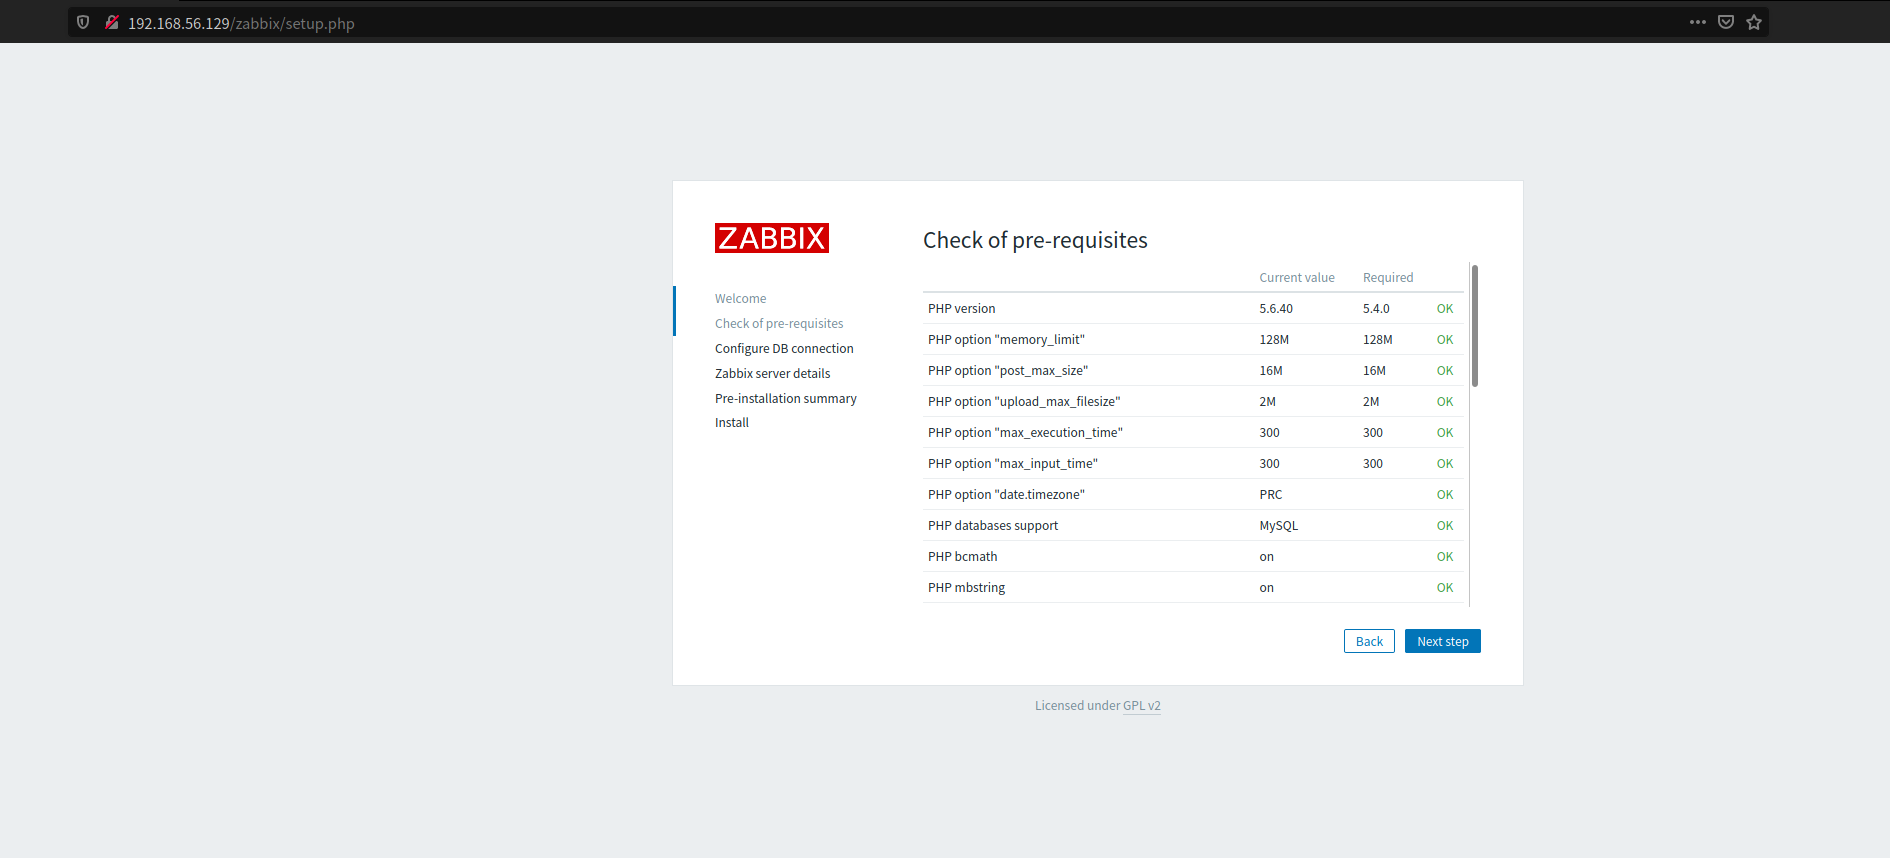 192.168.56.129/zabbix/setup.php
ZABBIX
Welcome
Check of pre-requisites
Configure DB connection
Zabbix server details
Pre-installation summary
Install
Check of pre-requisites
Current value Required
PHP version 5.6.40 5.4.0 OK
PHP option "memory_limit" 128M 128M OK
PHP option "post_max_size" 16M 16M OK
PHP option "upload_max_filesize" 2M 2M OK
PHP option "max_execution_time" 300 300 OK
PHP option "max_input_time" 300 300 OK
PHP option "date.timezone" PRC OK
PHP databases support MySQL OK
PHP bcmath on OK
PHP mbstring on OK
Back Next step
Licensed under GPL v2